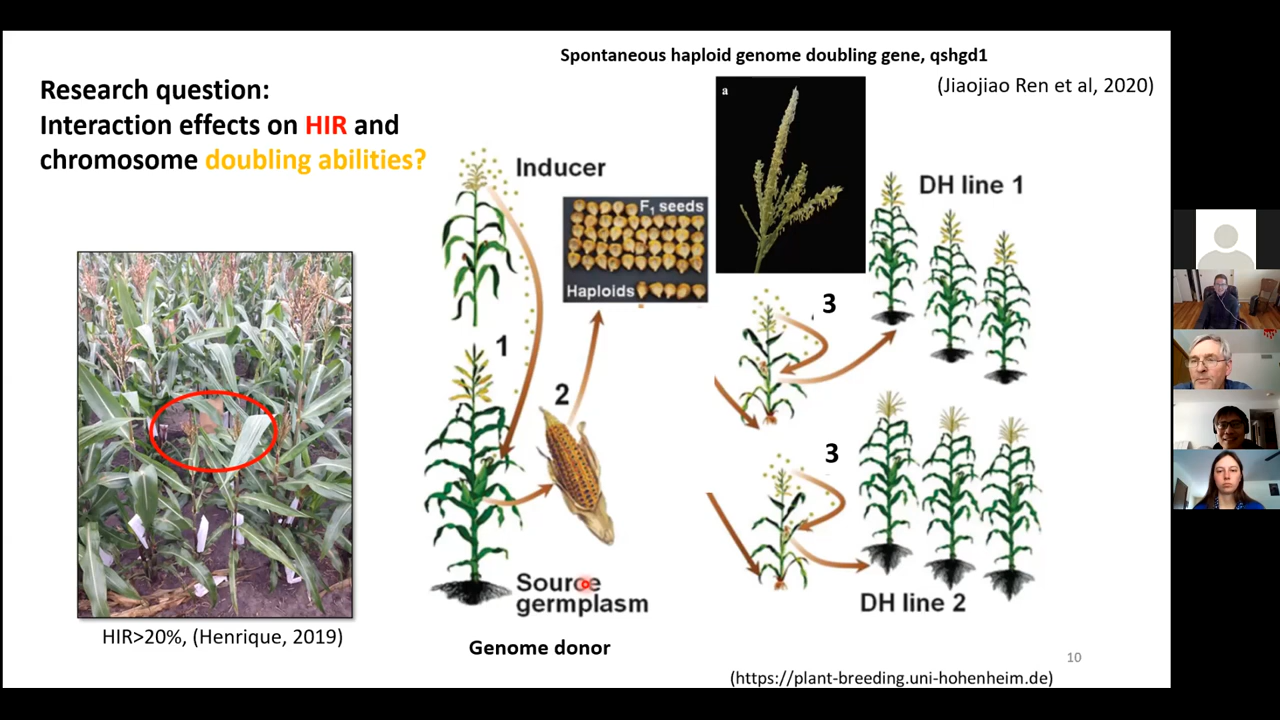 Spontaneous haploid genome doubling gene, qshgd1
(Jiaojiao Ren et al, 2020)
Research question:
Interaction effects on HIR and
chromosome doubling abilities?
Inducer
F1 seeds
Haploids
a
DH line 1
1
2
3
3
Source
germplasm
Genome donor
DH line 2
HIR>20%, (Henrique, 2019)
10
(https://plant-breeding.uni-hohenheim.de)